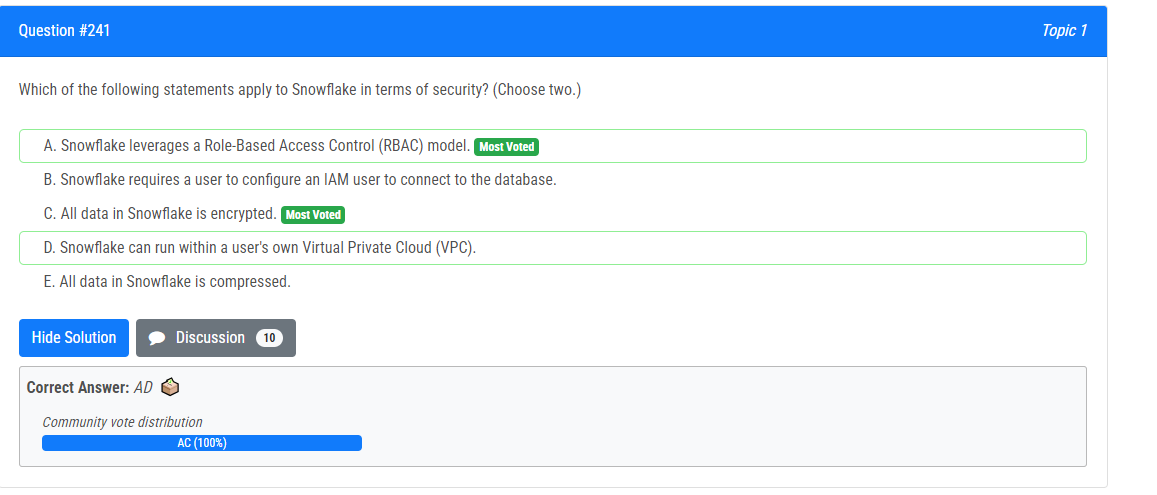 Question #241 Topic 1
Which of the following statements apply to Snowflake in terms of security? (Choose two.)
A. Snowflake leverages a Role-Based Access Control (RBAC) model. Most Voted
B. Snowflake requires a user to configure an IAM user to connect to the database.
C. All data in Snowflake is encrypted. Most Voted
D. Snowflake can run within a user's own Virtual Private Cloud (VPC).
E. All data in Snowflake is compressed.
Hide Solution Discussion 10
Correct Answer: AD
Community vote distribution
AC (100%)